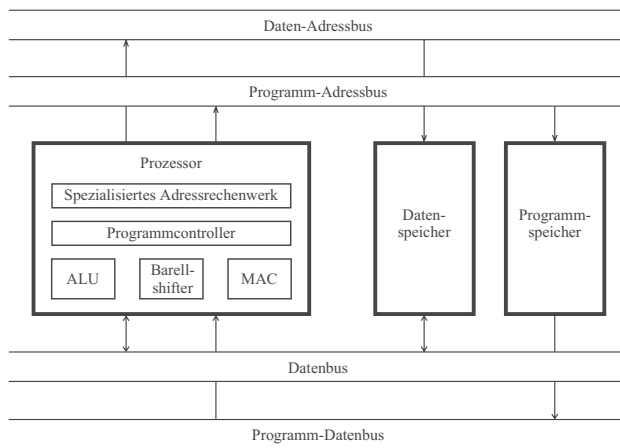 Daten-Adressbus
Programm-Adressbus
Prozessor
Spezialisiertes Adressrechenwerk
Programmcontroller
ALU
Barell-
shifter
MAC
Daten-
speicher
Programm-
speicher
Datenbus
Programm-Datenbus